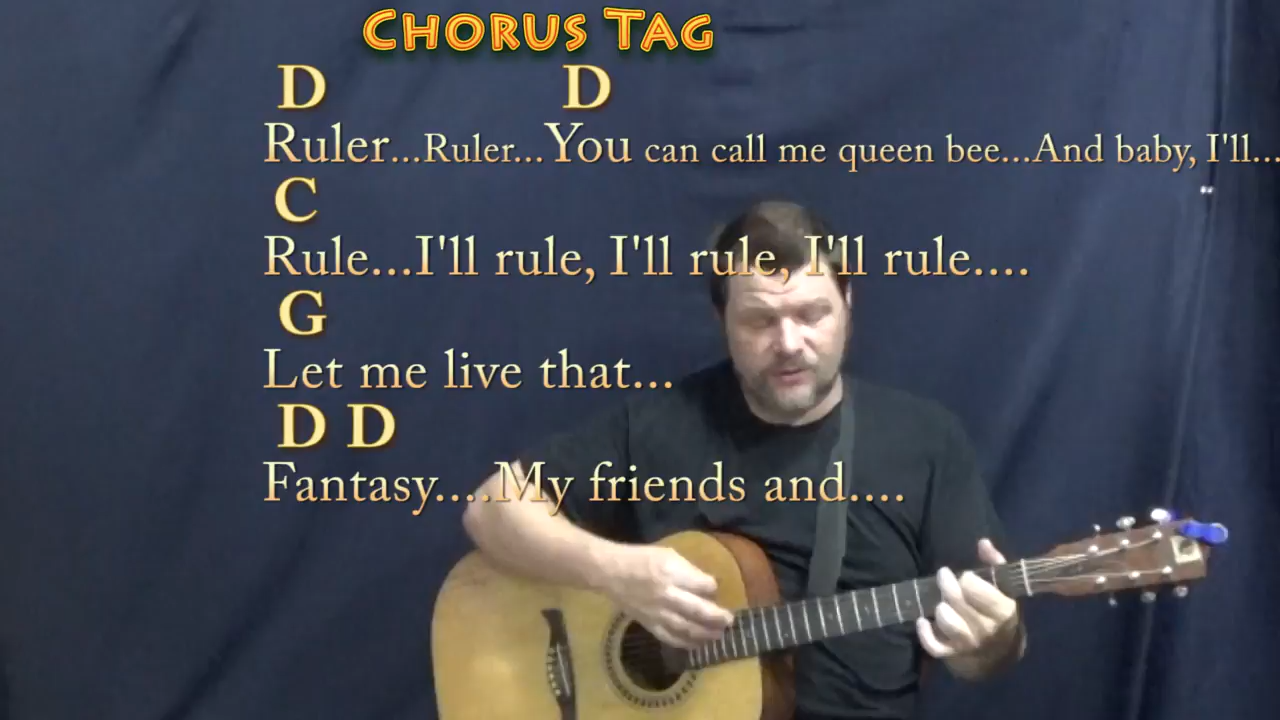 CHORUS TAG
D D
Ruler...Ruler...You can call me queen bee...And baby, I'll...
C
Rule...I'll rule, I'll rule, I'll rule....
G
Let me live that...
D D
Fantasy....My friends and....